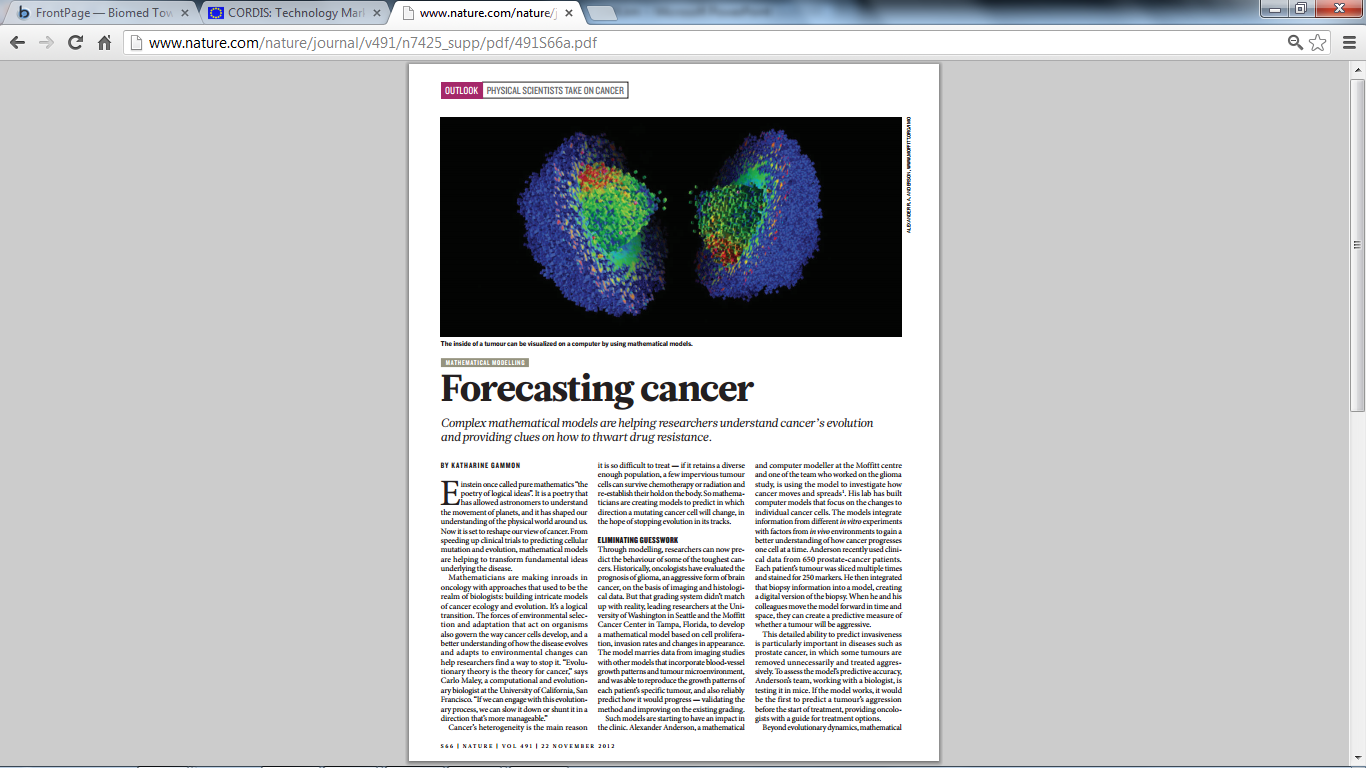 FrontPage — Biomed Tow
CORDIS: Technology Mar
www.nature.com/nature/j
www.nature.com/nature/journal/v491/n7425_supp/pdf/491S66a.pdf
OUTLOOK PHYSICAL SCIENTISTS TAKE ON CANCER
ALEXANDER R. A. ANDERSON, WWW.MOFFITT.ORG/IMO
The inside of a tumour can be visualized on a computer by using mathematical models.
MATHEMATICAL MODELLING
Forecasting cancer
Complex mathematical models are helping researchers understand cancer's evolution
and providing clues on how to thwart drug resistance.
BY KATHARINE GAMMON
Einstein once called pure mathematics "the
poetry of logical ideas". It is a poetry that
has allowed astronomers to understand
the movement of planets, and it has shaped our
understanding of the physical world around us.
Now it is set to reshape our view of cancer. From
speeding up clinical trials to predicting cellular
mutation and evolution, mathematical models
are helping to transform fundamental ideas
underlying the disease.
Mathematicians are making inroads in
oncology with approaches that used to be the
realm of biologists: building intricate models
of cancer ecology and evolution. It's a logical
transition. The forces of environmental selec-
tion and adaptation that act on organisms
also govern the way cancer cells develop, and a
better understanding of how the disease evolves
and adapts to environmental changes can
help researchers find a way to stop it. "Evolu-
tionary theory is the theory for cancer," says
Carlo Maley, a computational and evolution-
ary biologist at the University of California, San
Francisco. "If we can engage with this evolution-
ary process, we can slow it down or shunt it in a
direction that's more manageable."
Cancer's heterogeneity is the main reason
it is so difficult to treat — if it retains a diverse
enough population, a few impervious tumour
cells can survive chemotherapy or radiation and
re-establish their hold on the body. So mathema-
ticians are creating models to predict in which
direction a mutating cancer cell will change, in
the hope of stopping evolution in its tracks.
ELIMINATING GUESSWORK
Through modelling, researchers can now pre-
dict the behaviour of some of the toughest can-
cers. Historically, oncologists have evaluated the
prognosis of glioma, an aggressive form of brain
cancer, on the basis of imaging and histologi-
cal data. But that grading system didn't match
up with reality, leading researchers at the Uni-
versity of Washington in Seattle and the Moffitt
Cancer Center in Tampa, Florida, to develop
a mathematical model based on cell prolifera-
tion, invasion rates and changes in appearance.
The model marries data from imaging studies
with other models that incorporate blood-vessel
growth patterns and tumour microenvironment,
and was able to reproduce the growth patterns of
each patient's specific tumour, and also reliably
predict how it would progress — validating the
method and improving on the existing grading.
Such models are starting to have an impact in
the clinic. Alexander Anderson, a mathematical
and computer modeller at the Moffitt centre
and one of the team who worked on the glioma
study, is using the model to investigate how
cancer moves and spreads¹. His lab has built
computer models that focus on the changes to
individual cancer cells. The models integrate
information from different in vitro experiments
with factors from in vivo environments to gain a
better understanding of how cancer progresses
one cell at a time. Anderson recently used clini-
cal data from 650 prostate-cancer patients.
Each patient's tumour was sliced multiple times
and stained for 250 markers. He then integrated
that biopsy information into a model, creating
a digital version of the biopsy. When he and his
colleagues move the model forward in time and
space, they can create a predictive measure of
whether a tumour will be aggressive.
This detailed ability to predict invasiveness
is particularly important in diseases such as
prostate cancer, in which some tumours are
removed unnecessarily and treated aggres-
sively. To assess the model's predictive accuracy,
Anderson's team, working with a biologist, is
testing it in mice. If the model works, it would
be the first to predict a tumour's aggression
before the start of treatment, providing oncolo-
gists with a guide for treatment options.
Beyond evolutionary dynamics, mathematical
S66 | NATURE | VOL 491 | 22 NOVEMBER 2012